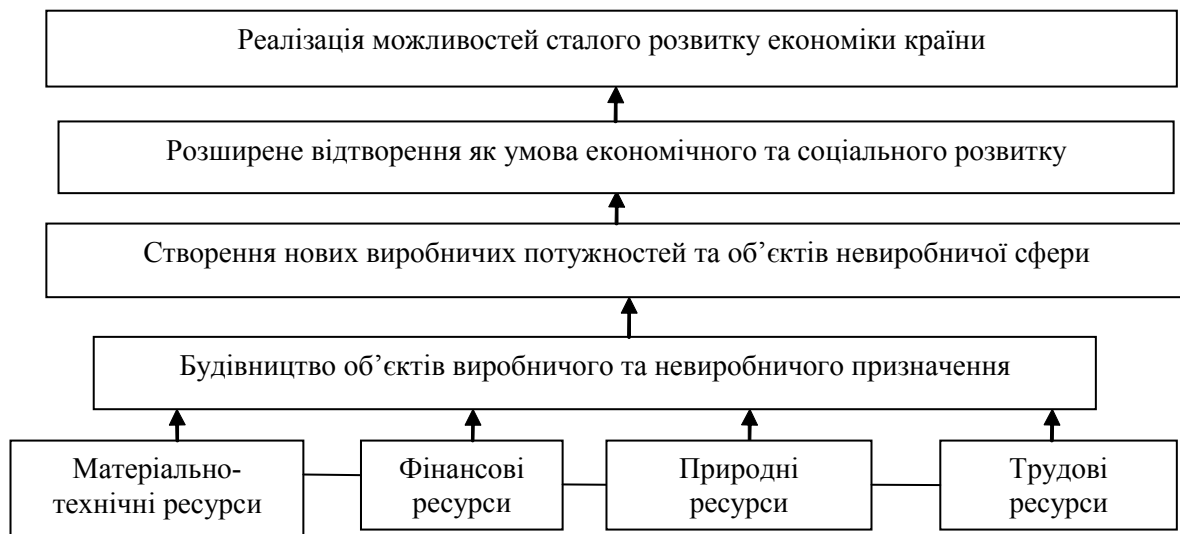 Реалізація можливостей сталого розвитку економіки країни
Розширене відтворення як умова економічного та соціального розвитку
Створення нових виробничих потужностей та об’єктів невиробничої сфери
Будівництво об’єктів виробничого та невиробничого призначення
Матеріально-
технічні ресурси
Фінансові
ресурси
Природні
ресурси
Трудові
ресурси